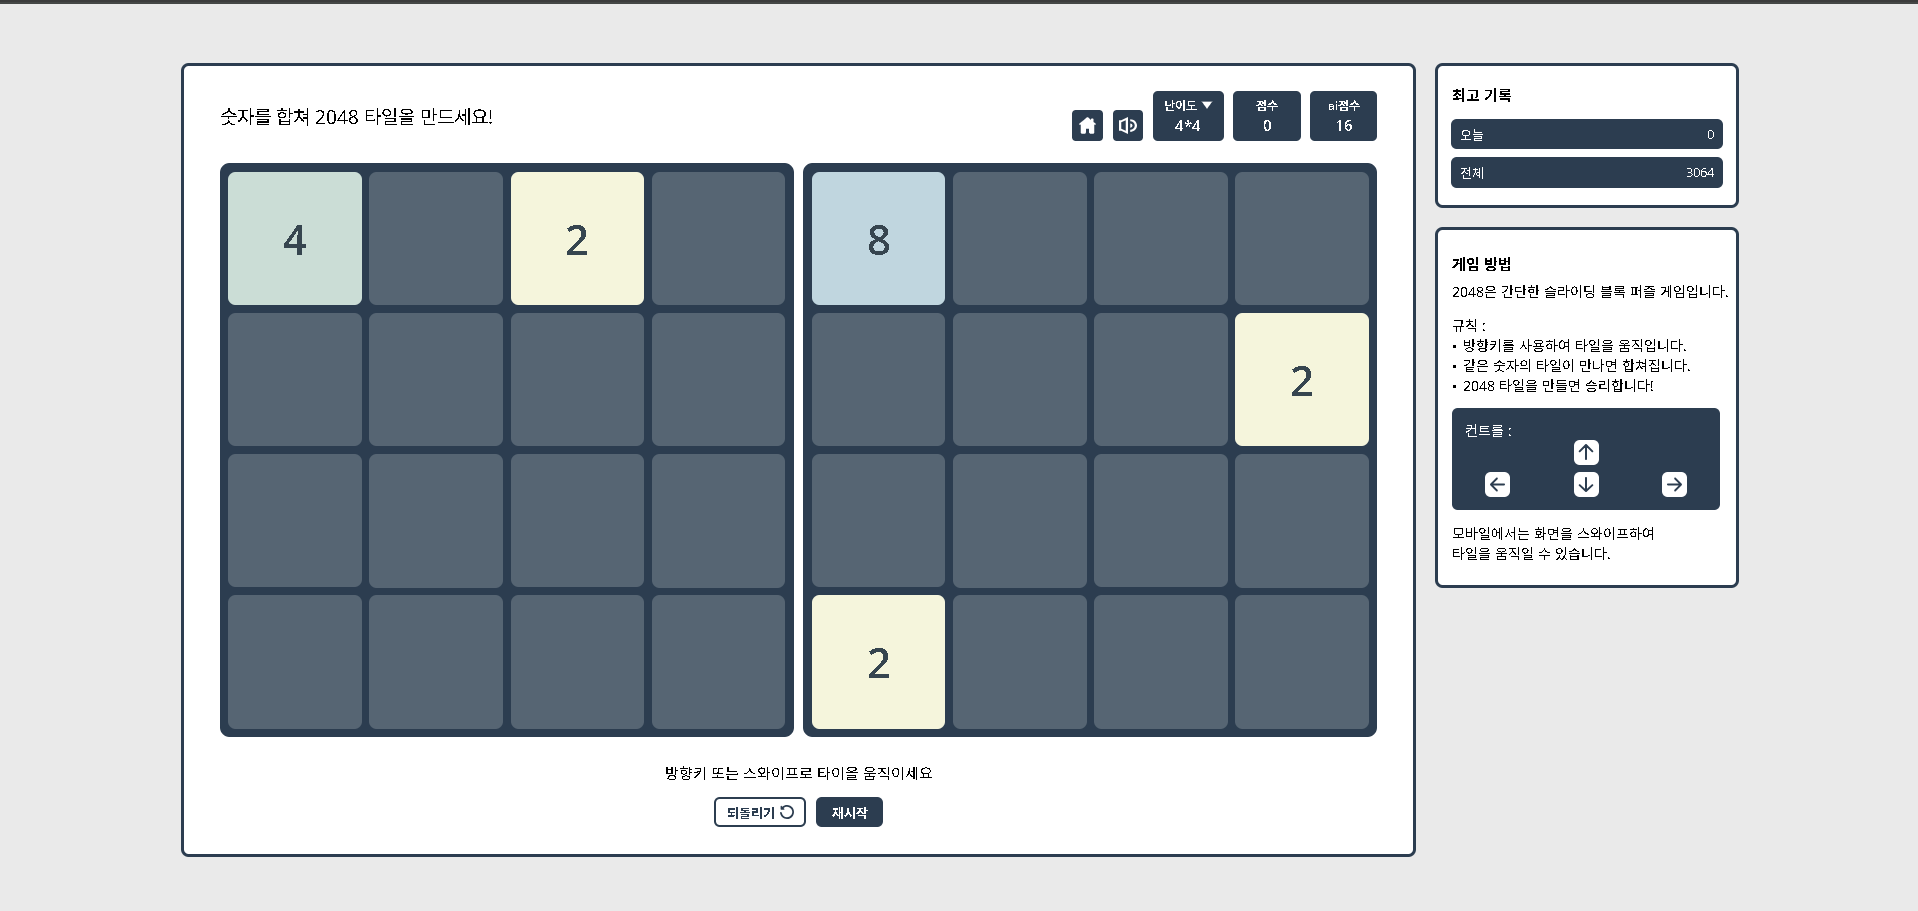 숫자를 합쳐 2048 타일을 만드세요!
난이도 ▼
4*4
점수
0
ai점수
16
4
2
8
2
2
방향키 또는 스와이프로 타이을 움직이세요
되돌리기
재시작
최고 기록
오늘 0
전체 3064
게임 방법
2048은 간단한 슬라이딩 블록 퍼즐 게임입니다.
규칙 :
• 방향키를 사용하여 타일을 움직입니다.
• 같은 숫자의 타일이 만나면 합쳐집니다.
• 2048 타일을 만들면 승리합니다!
컨트롤 :
↑
← ↓ →
모바일에서는 화면을 스와이프하여
타일을 움직일 수 있습니다.